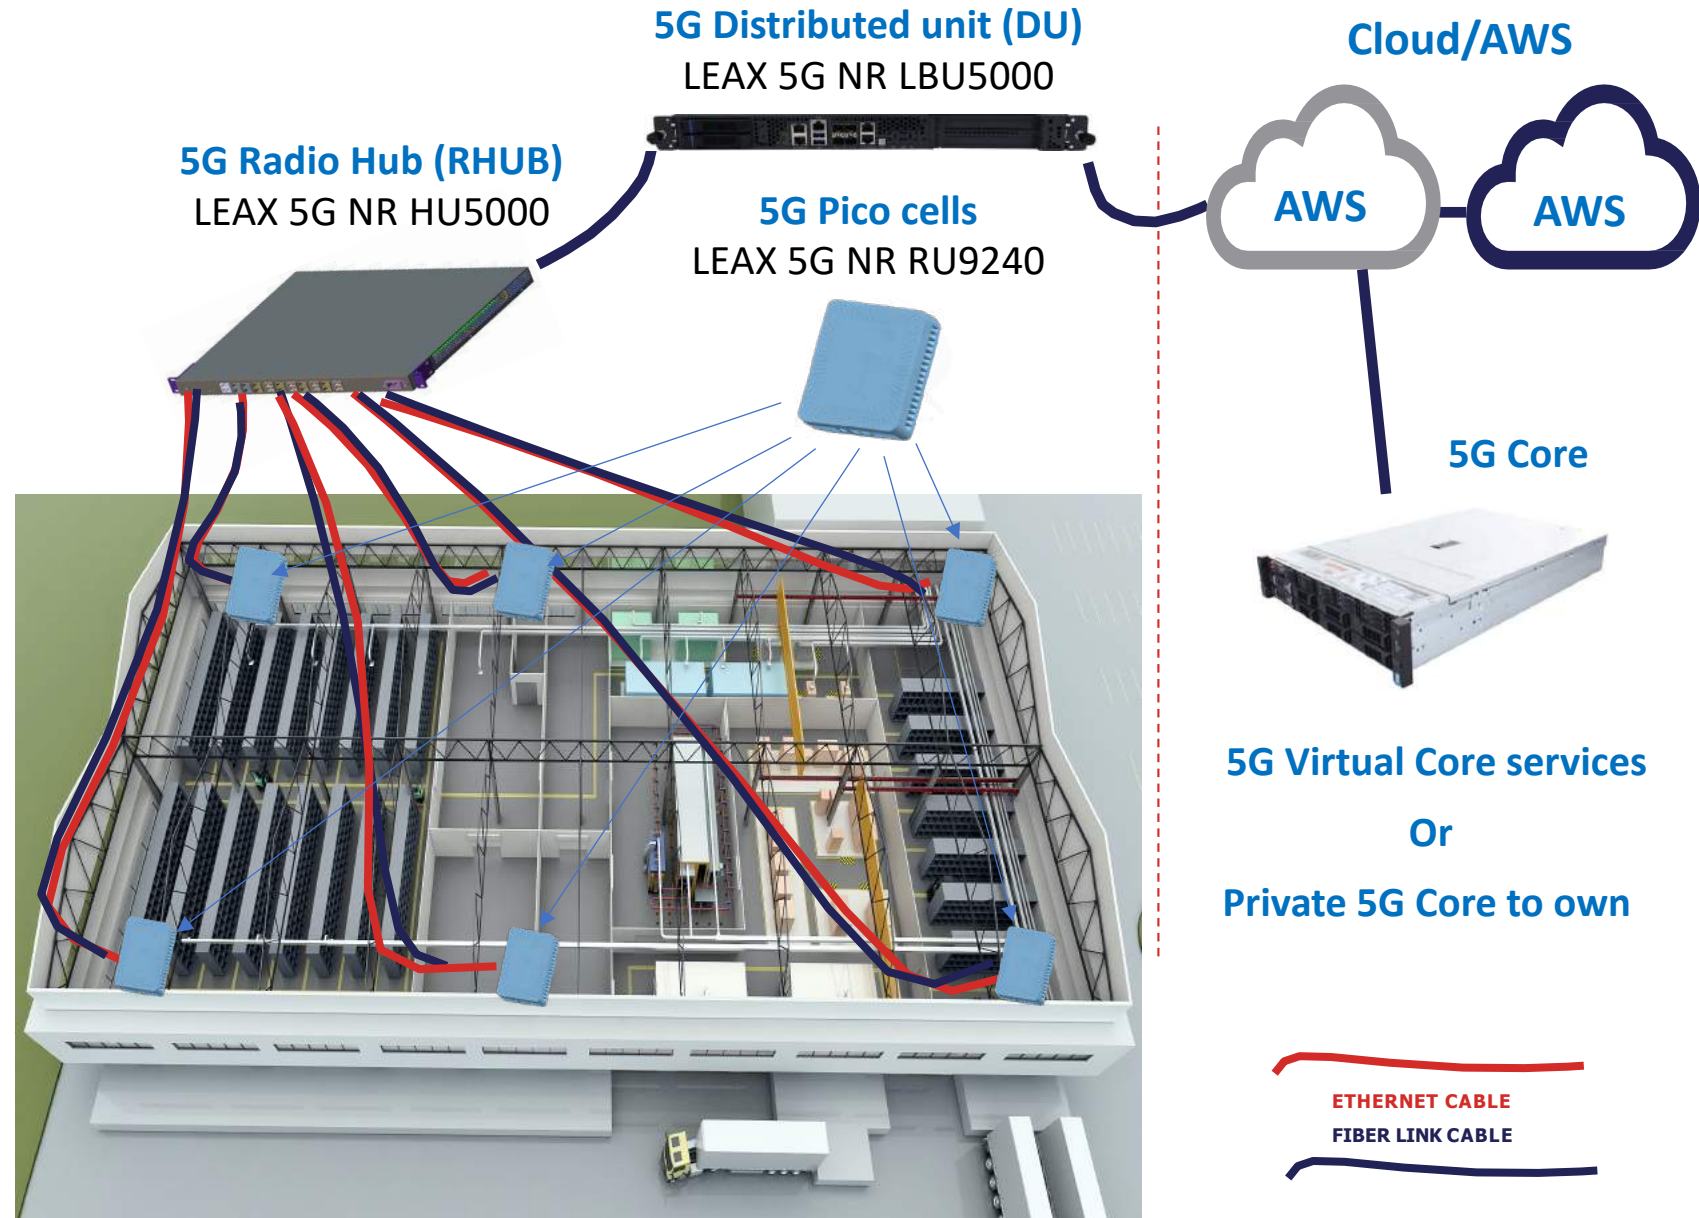 5G Distributed unit (DU)
LEAX 5G NR LBU5000
Cloud/AWS
5G Radio Hub (RHUB)
LEAX 5G NR HU5000
5G Pico cells
LEAX 5G NR RU9240
AWS
AWS
5G Core
5G Virtual Core services
Or
Private 5G Core to own
ETHERNET CABLE
FIBER LINK CABLE